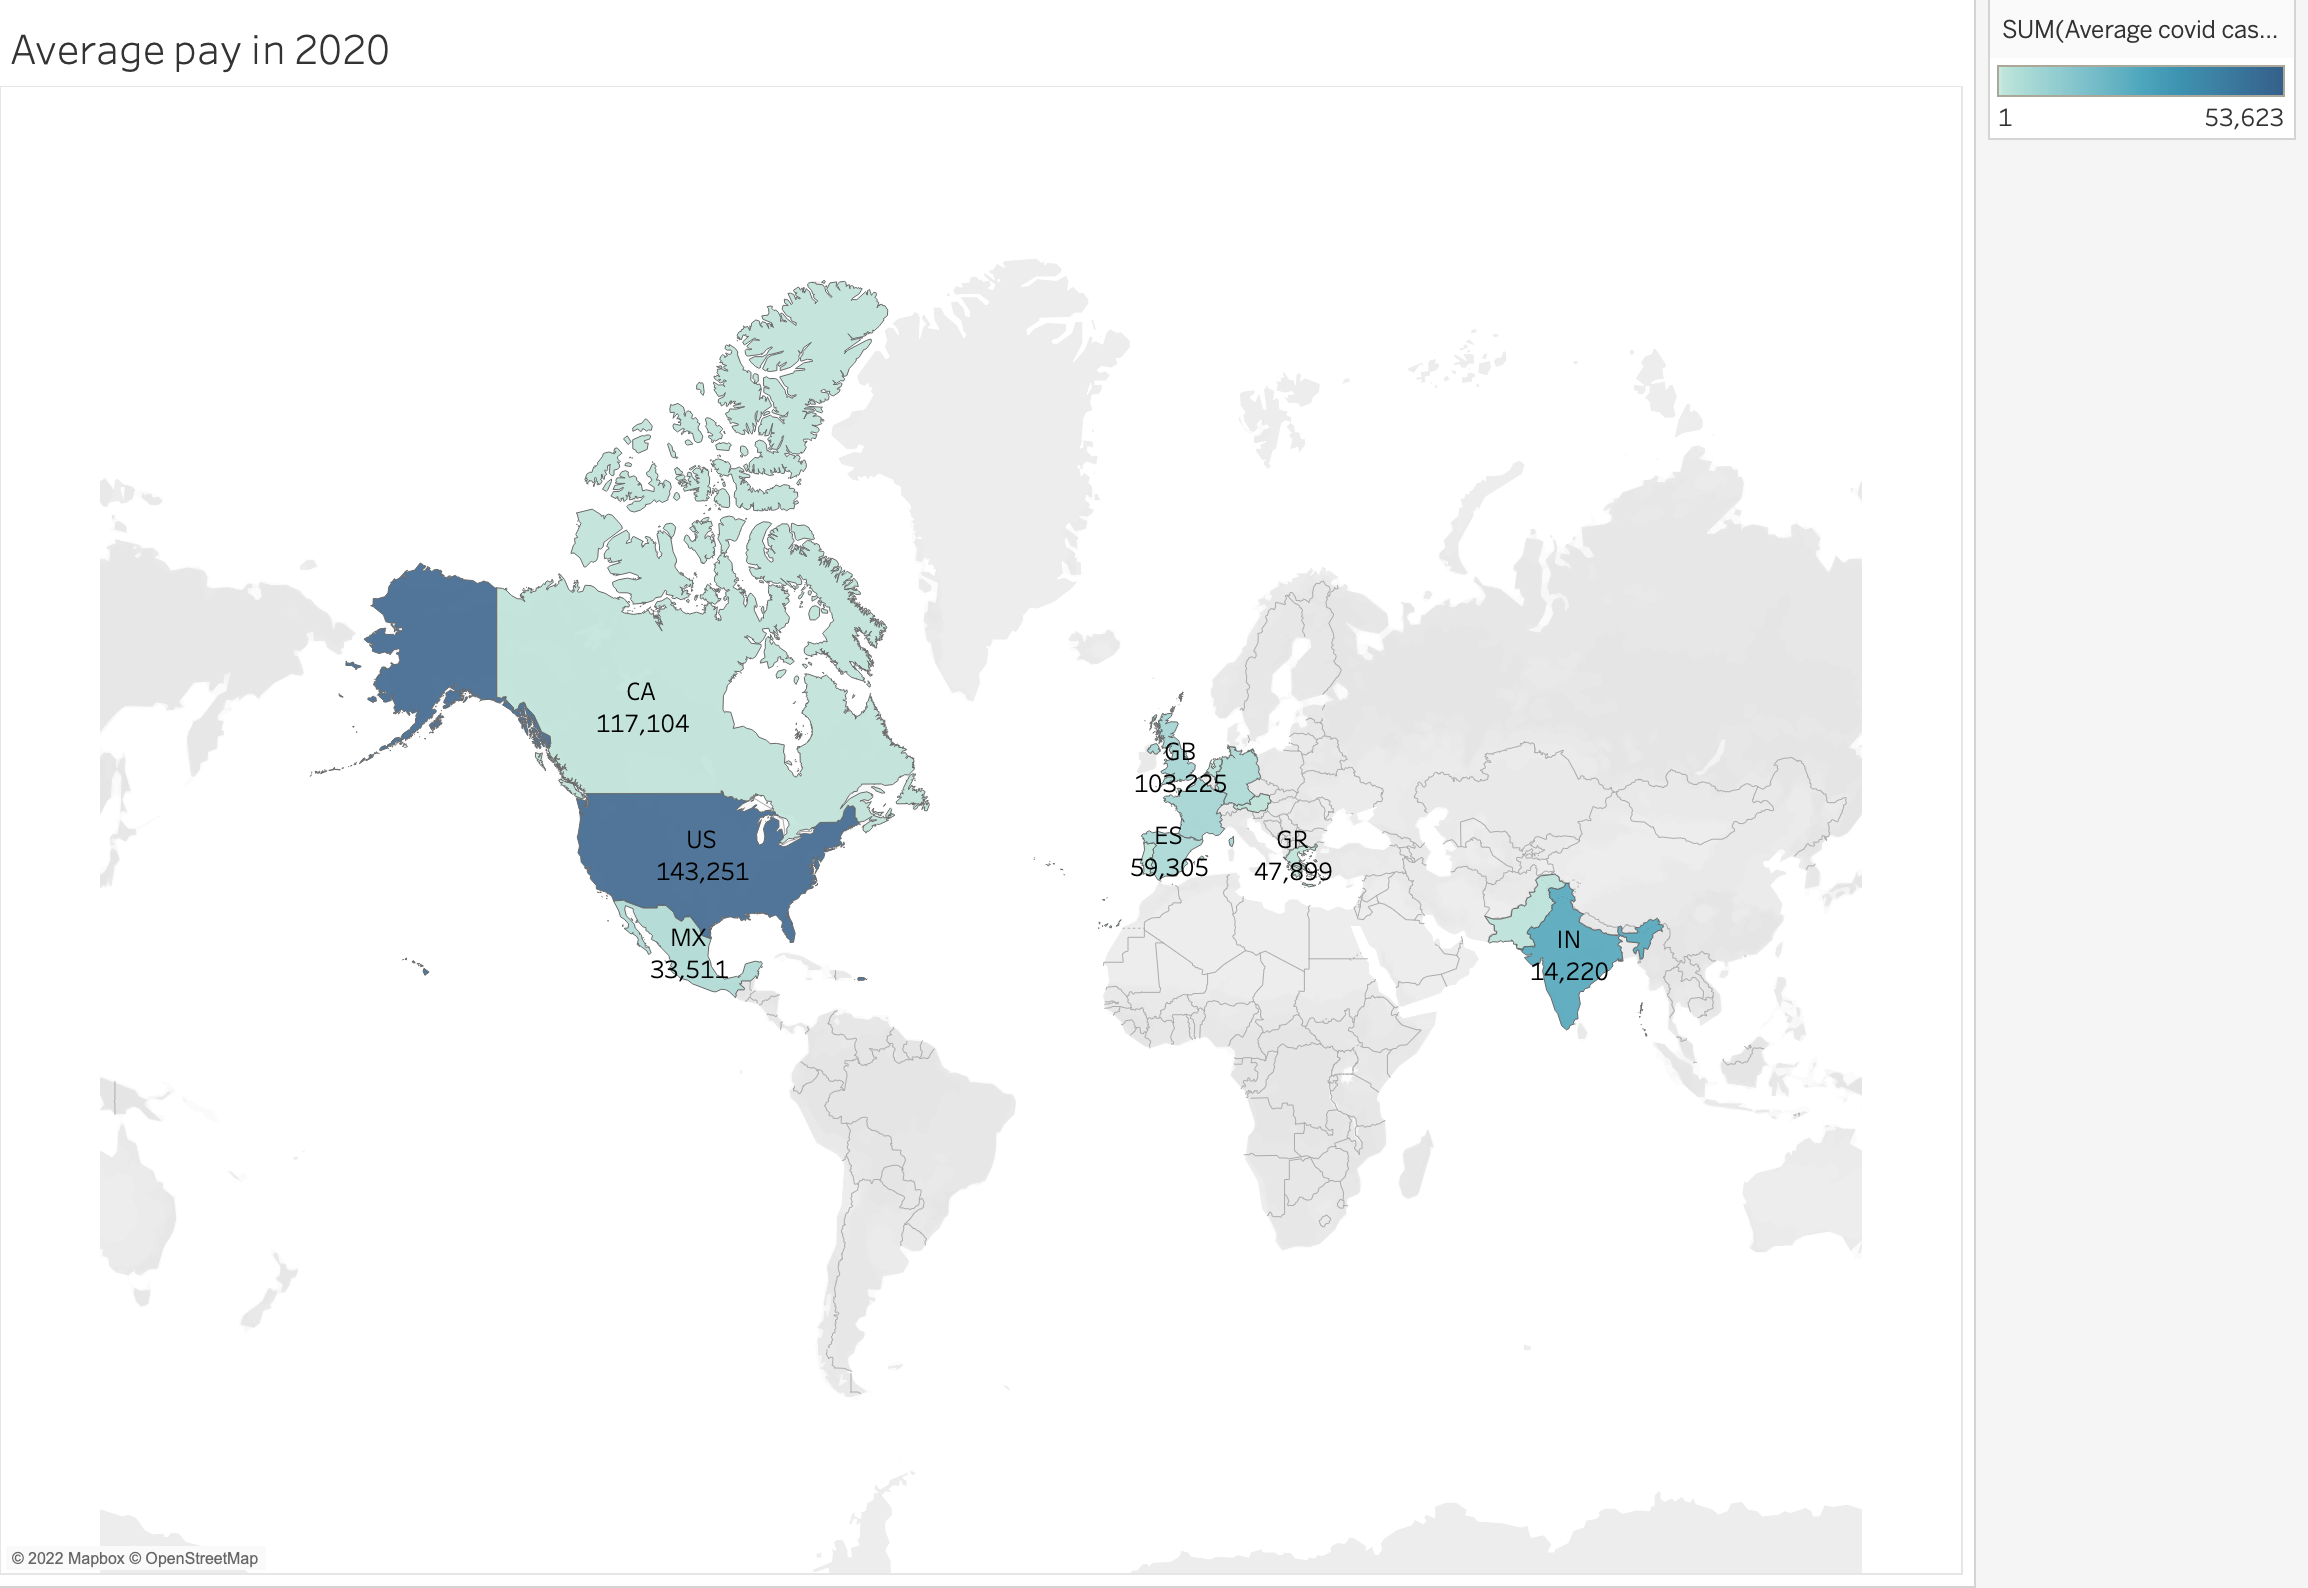 Average pay in 2020
SUM(Average covid cas...
1 53,623
CA
117,104
GB
103,225
ES
59,305
GR
47,899
US
143,251
MX
33,511
IN
14,220
© 2022 Mapbox © OpenStreetMap